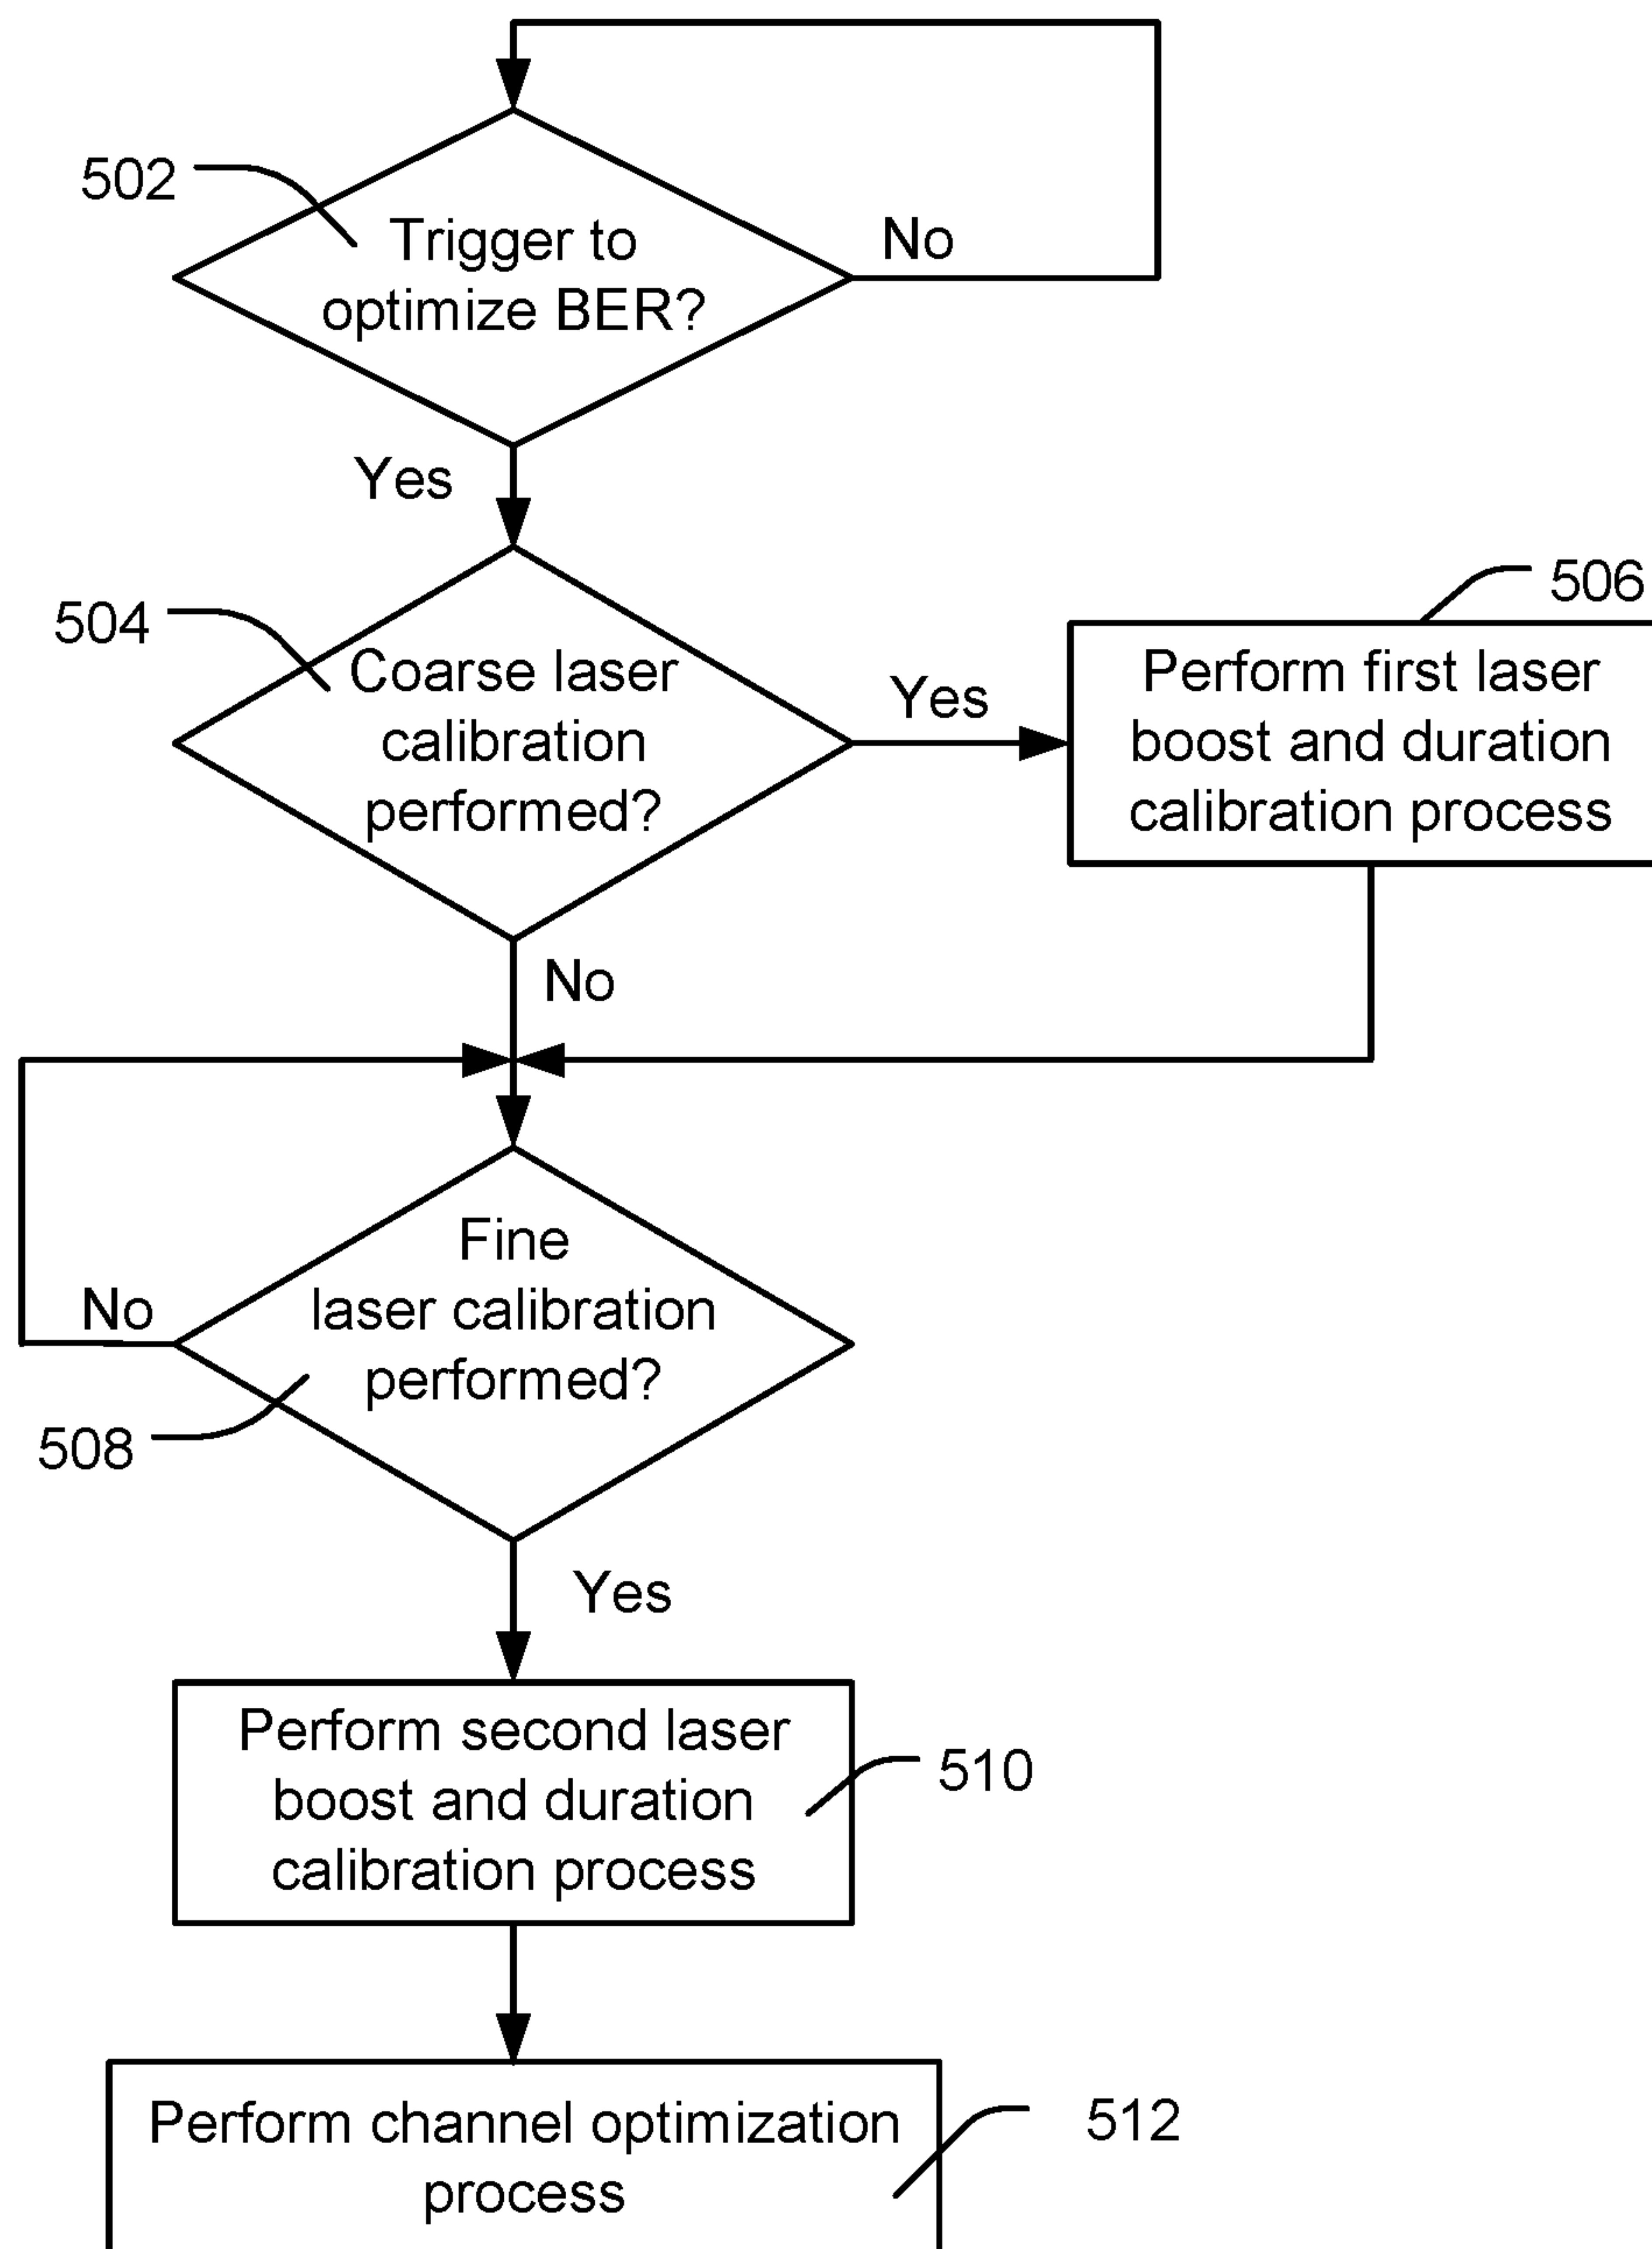 502
Trigger to
optimize BER?
No
Yes
504
Coarse laser
calibration
performed?
Yes
506
Perform first laser
boost and duration
calibration process
No
Fine
laser calibration
performed?
No
508
Yes
Perform second laser
boost and duration
calibration process
510
Perform channel optimization
process
512